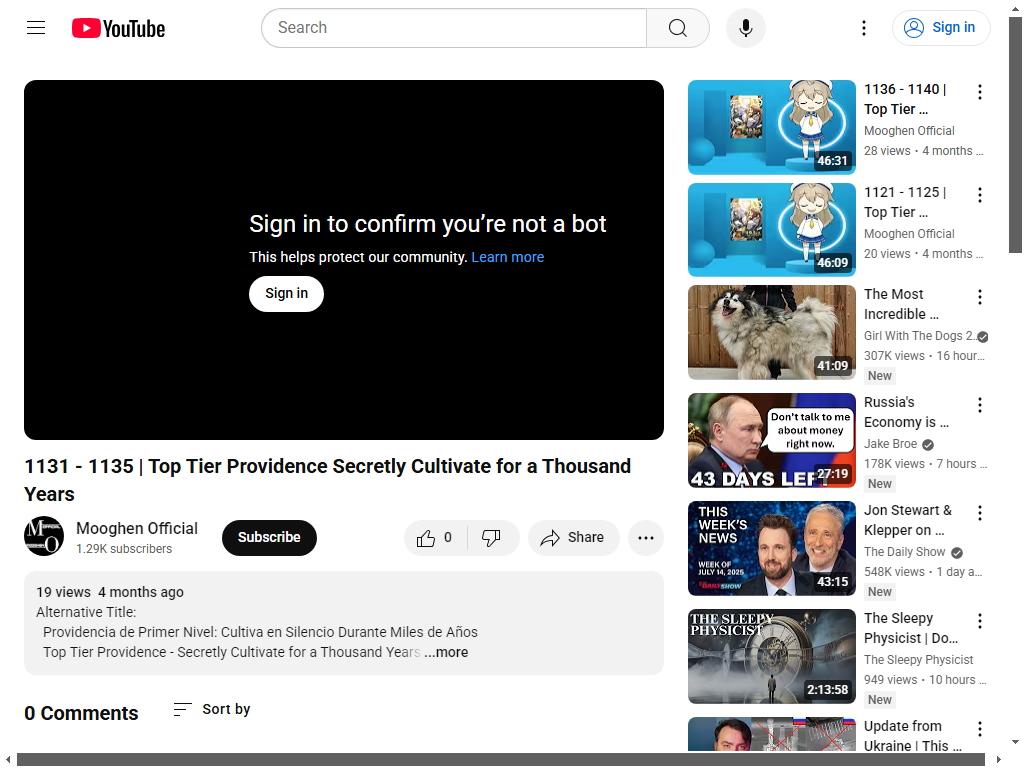 YouTube
Search
Sign in
Sign in to confirm you’re not a bot
This helps protect our community. Learn more
Sign in
1131 - 1135 | Top Tier Providence Secretly Cultivate for a Thousand
Years
Mooghen Official
1.29K subscribers
Subscribe
0
Share
19 views 4 months ago
Alternative Title:
Providencia de Primer Nivel: Cultiva en Silencio Durante Miles de Años
Top Tier Providence - Secretly Cultivate for a Thousand Years ...more
0 Comments
Sort by
46:31
1136 - 1140 |
Top Tier …
Mooghen Official
28 views • 4 months …
46:09
1121 - 1125 |
Top Tier …
Mooghen Official
20 views • 4 months …
41:09
The Most
Incredible …
Girl With The Dogs 2…
307K views • 16 hour…
New
Don't talk to me
about money
right now.
43 DAYS LEFT
27:19
Russia's
Economy is …
Jake Broe
178K views • 7 hours …
New
THIS
WEEK'S
NEWS
WEEK OF
JULY 14, 2025
THE DAILY SHOW
43:15
Jon Stewart &
Klepper on …
The Daily Show
548K views • 1 day a…
New
THE SLEEPY
PHYSICIST
2:13:58
The Sleepy
Physicist | Do…
The Sleepy Physicist
949 views • 10 hours …
New
Update from
Ukraine | This …